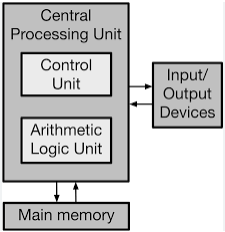 Central
Processing Unit
Control
Unit
Arithmetic
Logic Unit
Input/
Output
Devices
Main memory